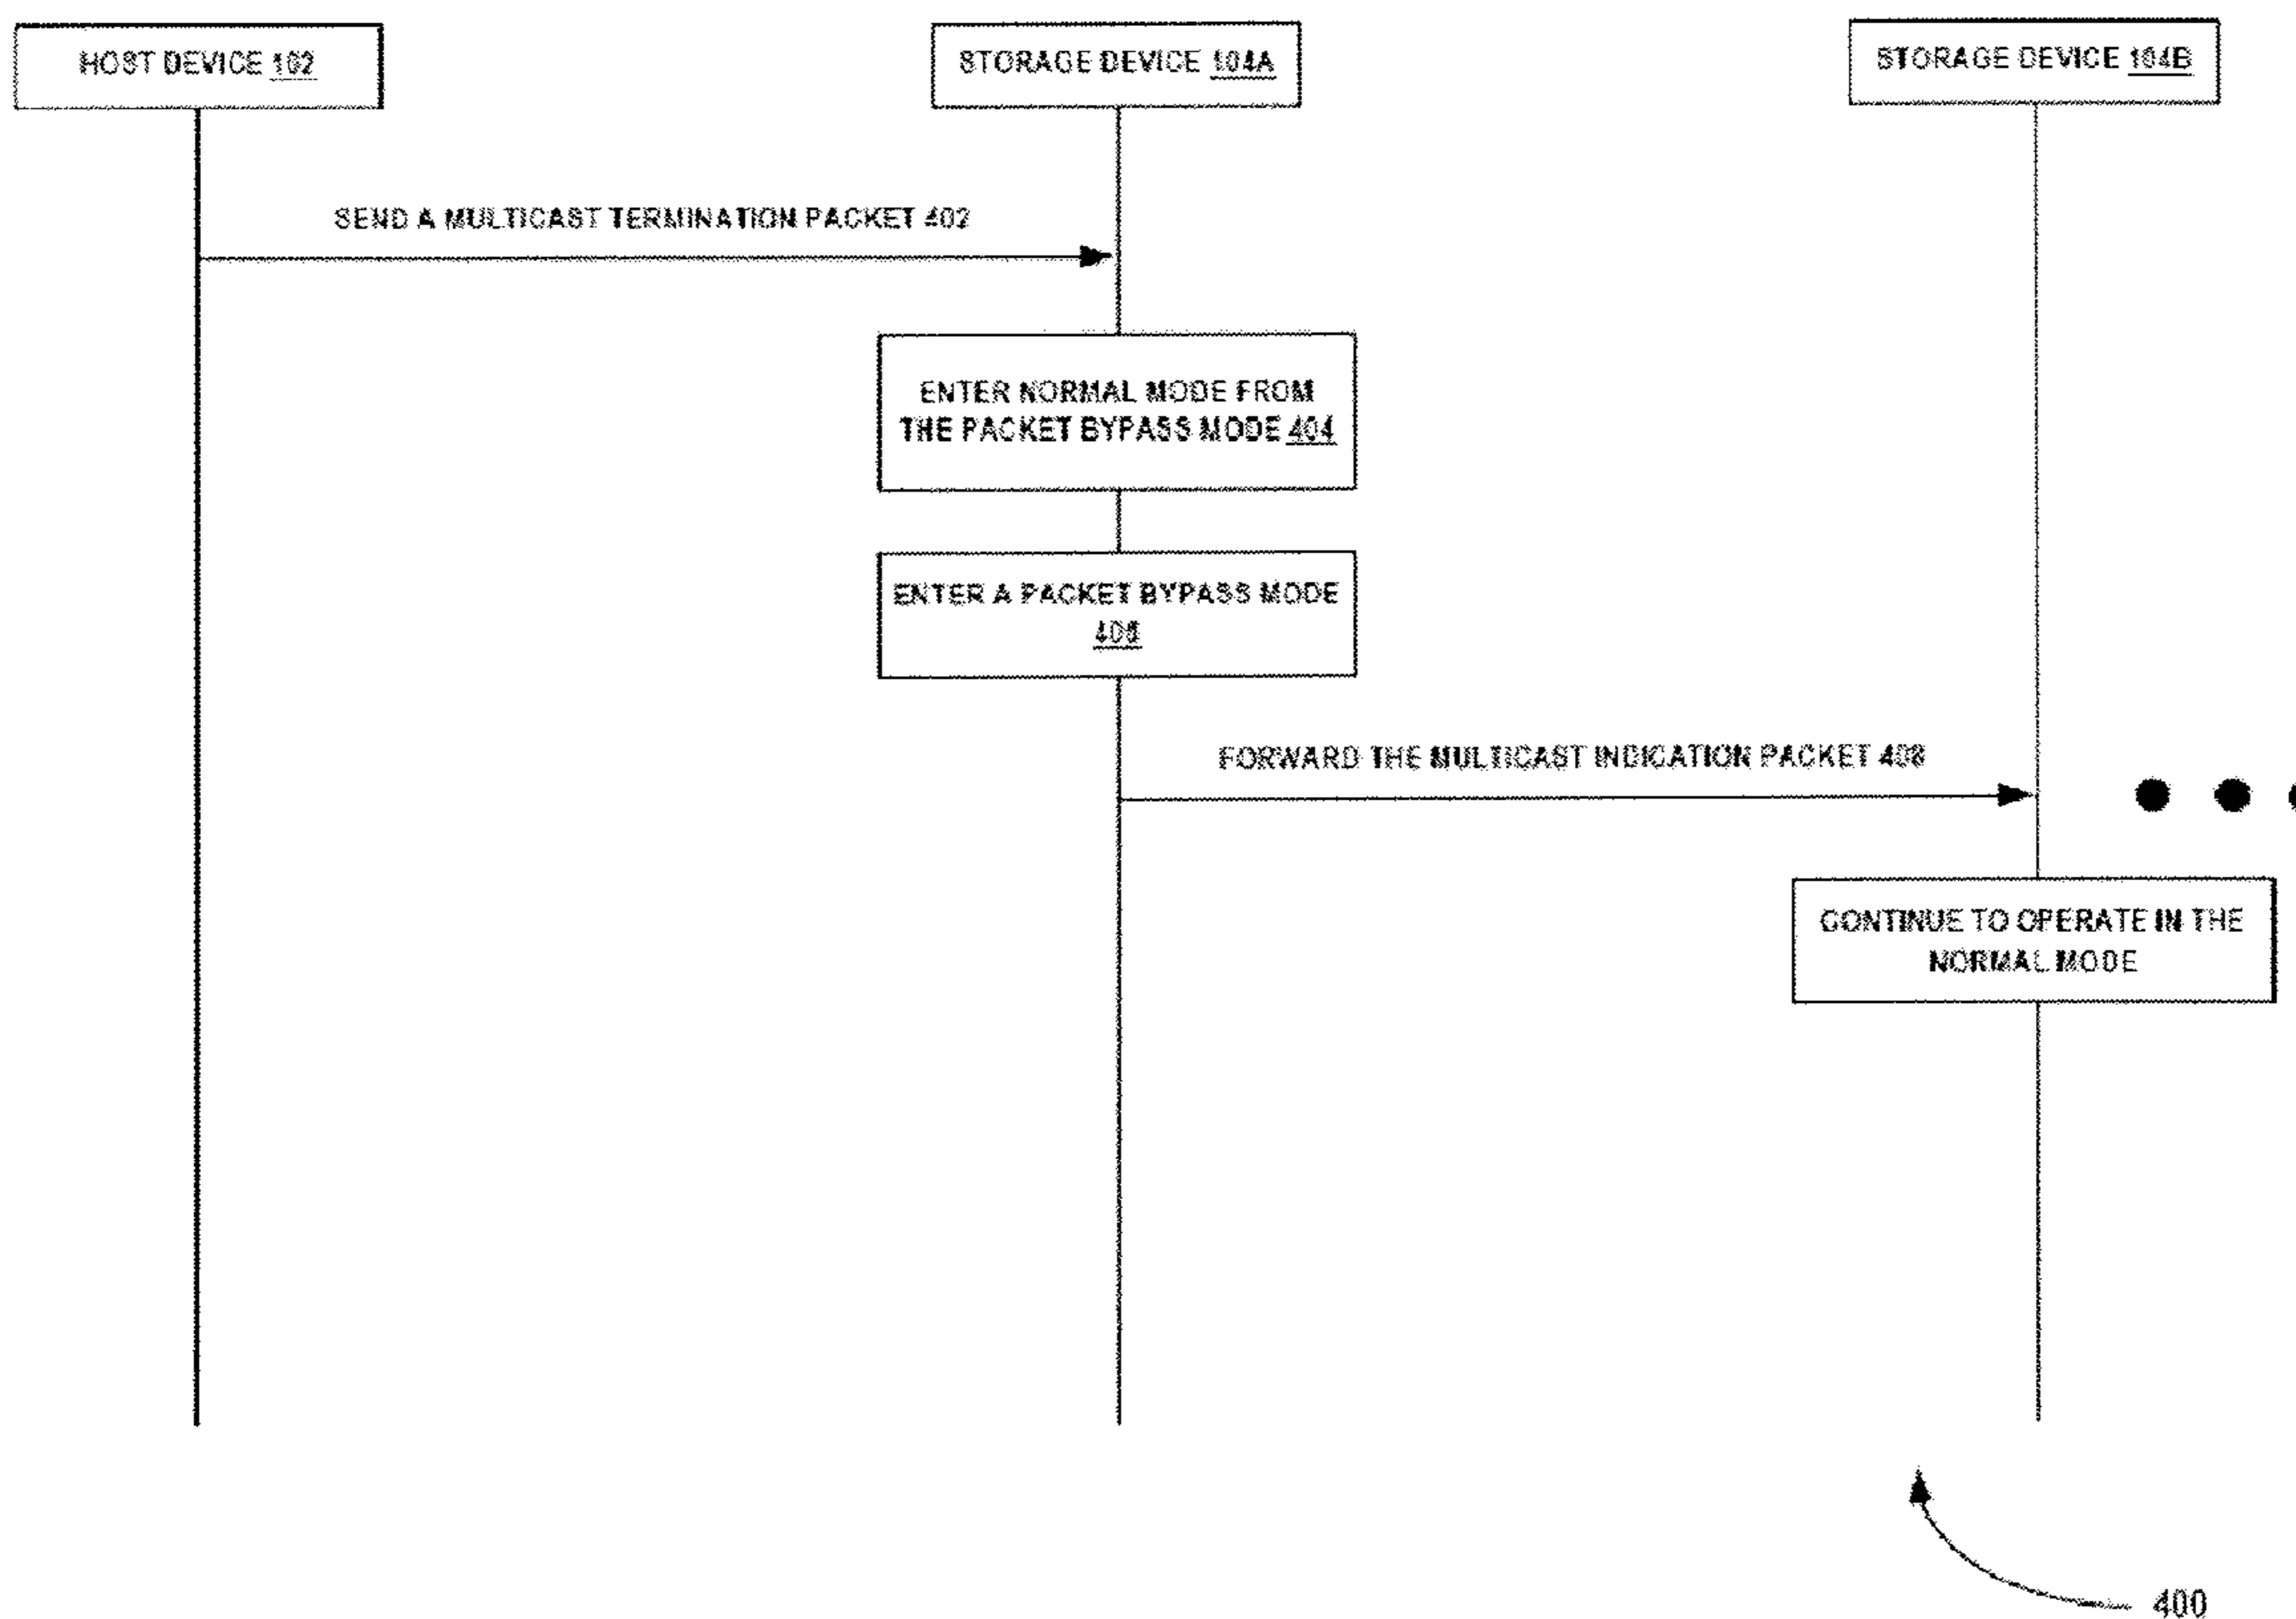 HOST DEVICE 102
STORAGE DEVICE 104A
STORAGE DEVICE 104B
SEND A MULTICAST TERMINATION PACKET 402
ENTER NORMAL MODE FROM
THE PACKET BYPASS MODE 404
ENTER A PACKET BYPASS MODE
406
FORWARD THE MULTICAST INDICATION PACKET 408
CONTINUE TO OPERATE IN THE
NORMAL MODE
400